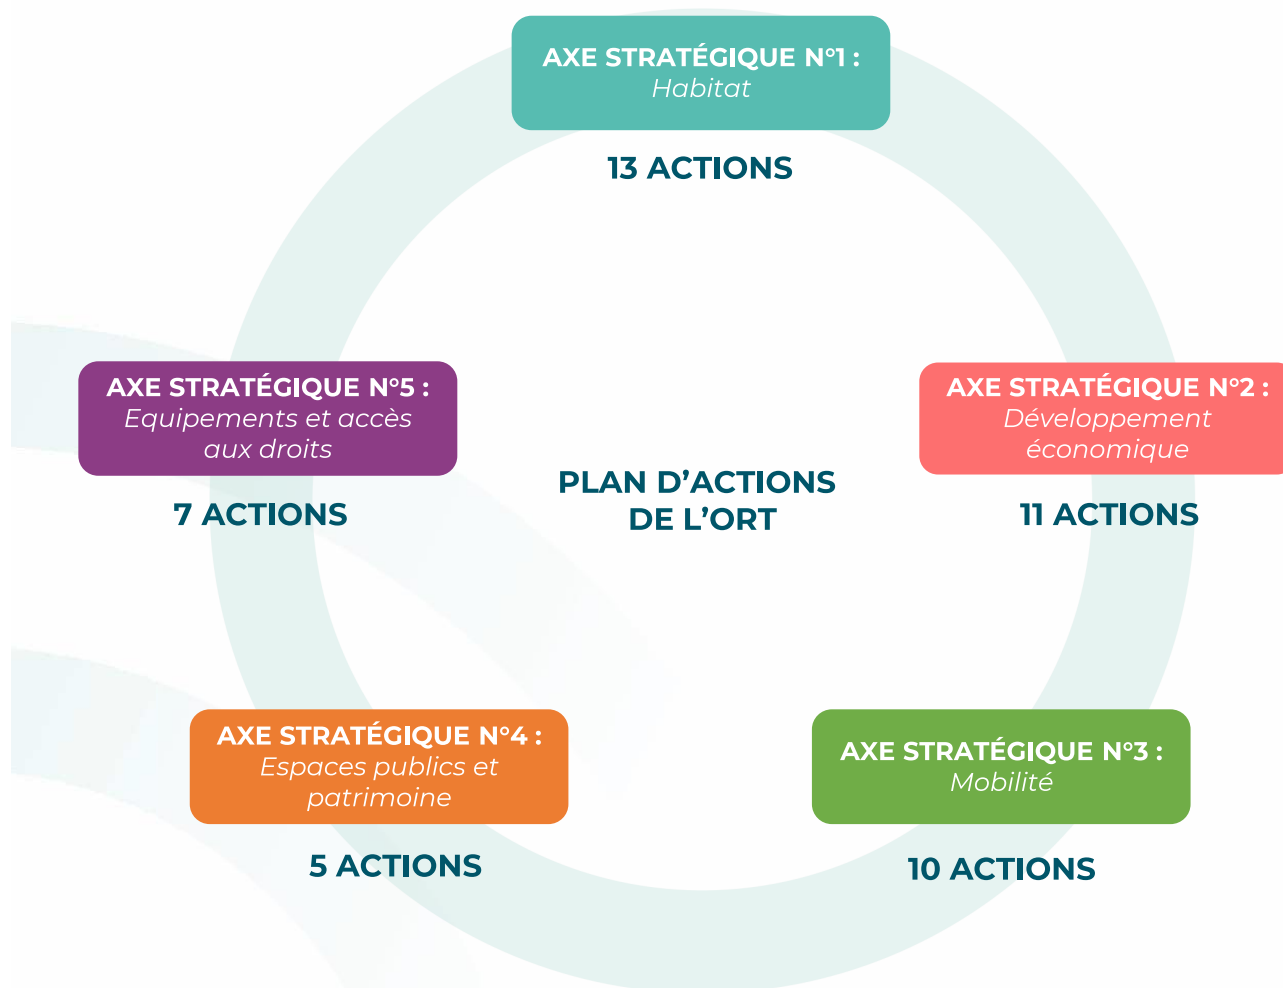 AXE STRATÉGIQUE N°1 :
Habitat
13 ACTIONS
AXE STRATÉGIQUE N°2 :
Développement
économique
11 ACTIONS
AXE STRATÉGIQUE N°3 :
Mobilité
10 ACTIONS
AXE STRATÉGIQUE N°4 :
Espaces publics et
patrimoine
5 ACTIONS
AXE STRATÉGIQUE N°5 :
Equipements et accès
aux droits
7 ACTIONS
PLAN D’ACTIONS
DE L’ORT